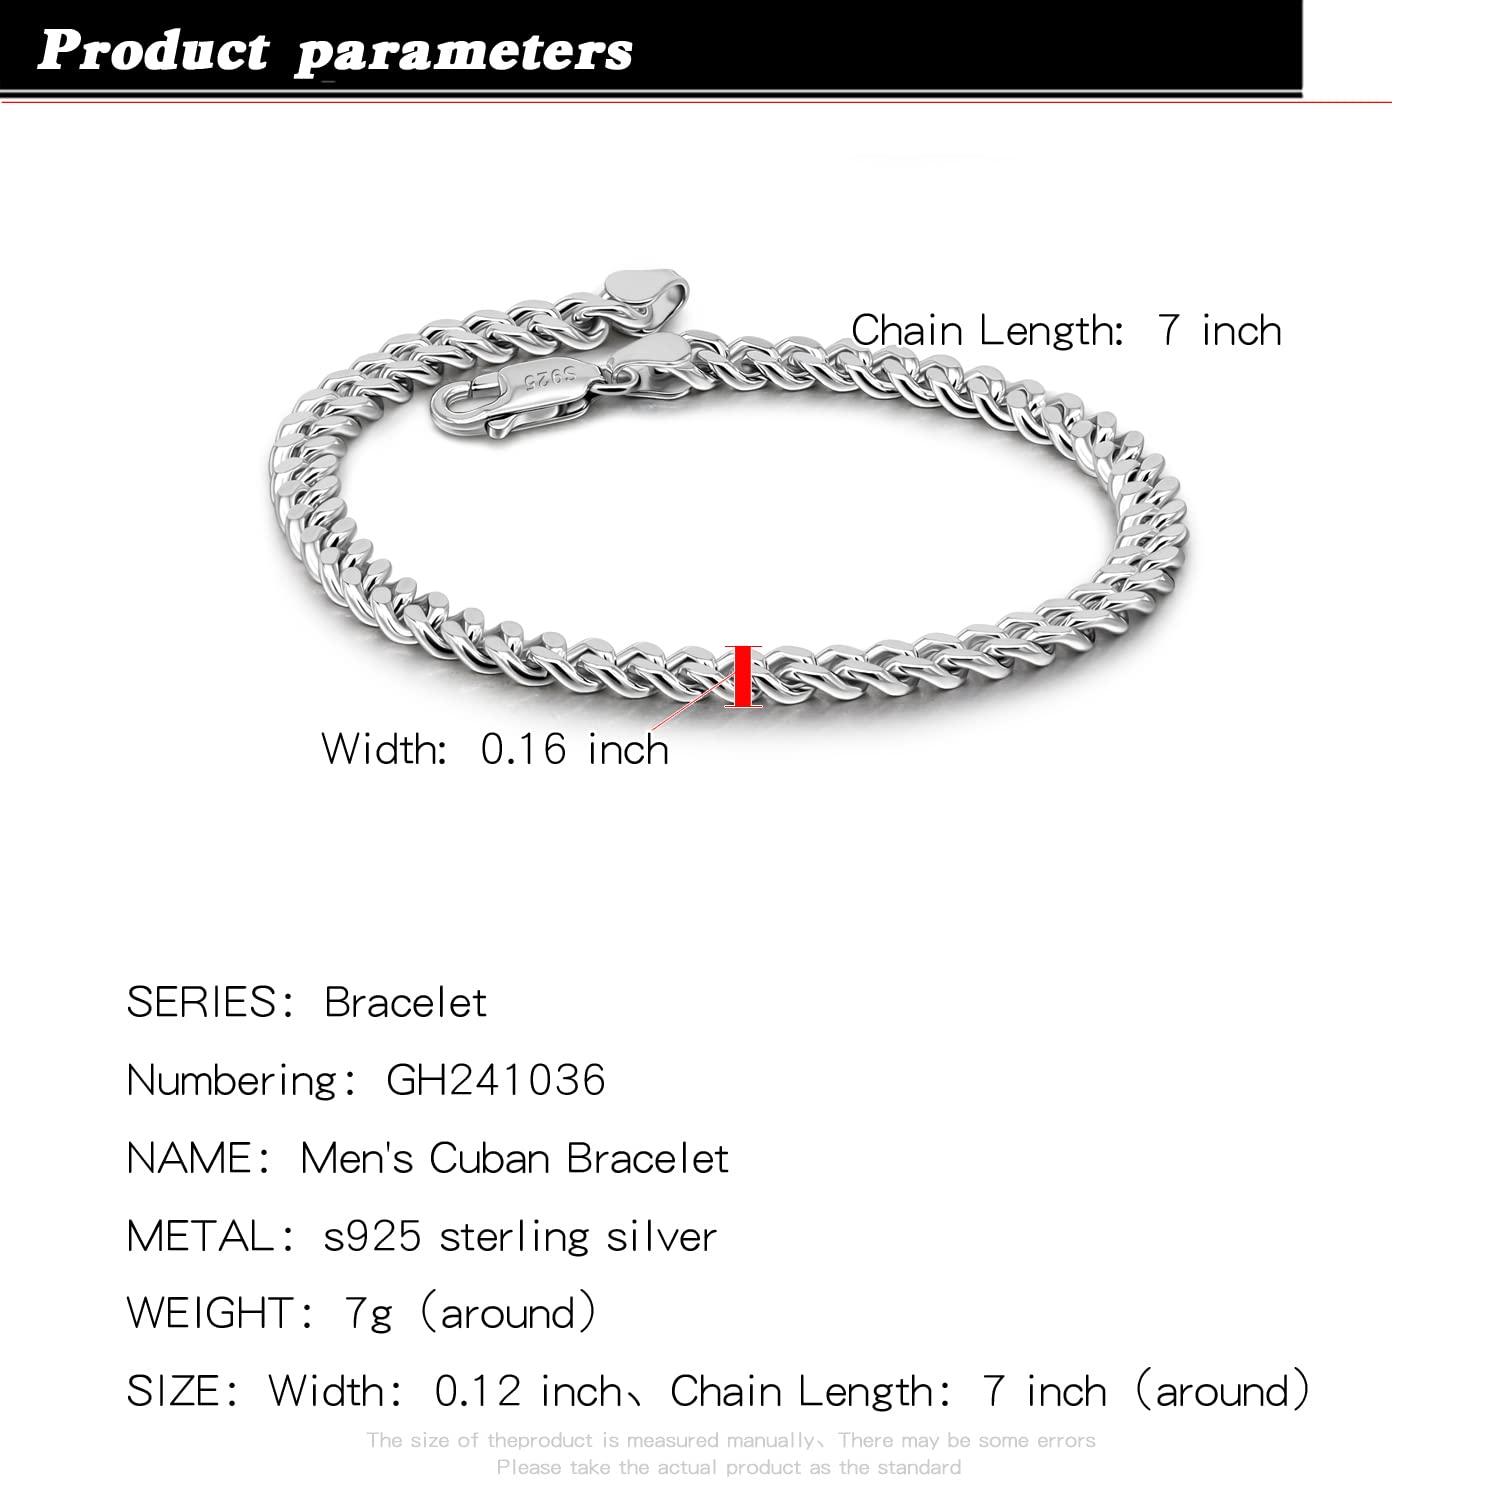 Product parameters
Chain Length: 7 inch
S925
Width: 0.16 inch
SERIES: Bracelet
Numbering: GH241036
NAME: Men's Cuban Bracelet
METAL: s925 sterling silver
WEIGHT: 7g (around)
SIZE: Width: 0.12 inch、Chain Length: 7 inch (around)
The size of theproduct is measured manually、There may be some errors
Please take the actual product as the standard